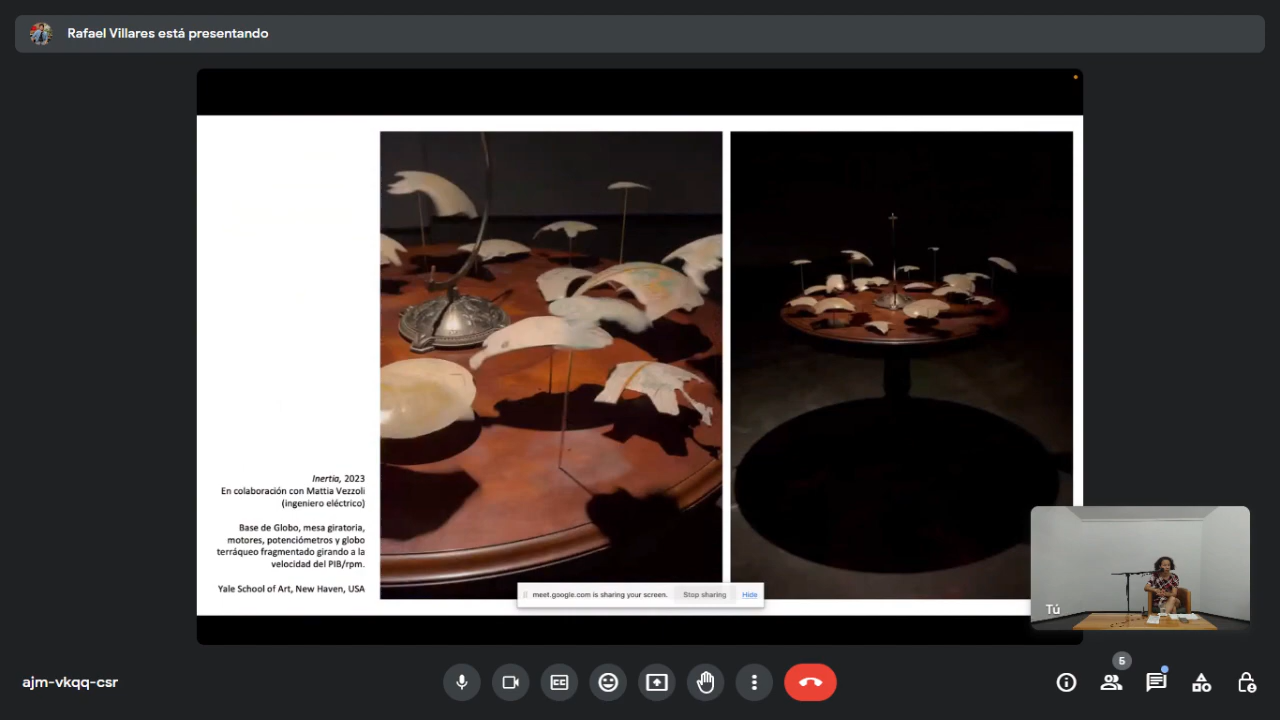 Rafael Villares está presentando
Inertia, 2023
En colaboración con Mattia Vezzoli
(ingeniero eléctrico)
Base de Globo, mesa giratoria,
motores, potenciómetros y globo
terráqueo fragmentado girando a la
velocidad del PIB/rpm.
Yale School of Art, New Haven, USA
meet.google.com is sharing your screen. Stop sharing Hide
Tú
ajm-vkqq-csr
CC
5